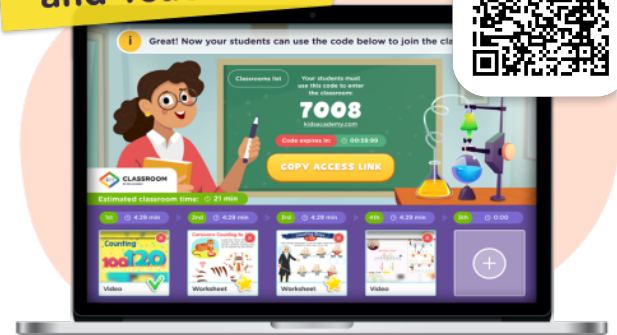 Great! Now your students can use the code below to join the cla
Classrooms list
Your students must
use this code to enter
the classroom:
7008
kidsacademy.com
Code expires in: 00:59:99
COPY ACCESS LINK
CLASSROOM
Estimated classroom time: 21 min
1st 4:29 min
2nd 4:29 min
3rd 4:29 min
4th 4:29 min
5th 0:00
Counting
100 120
Video
Worksheet
Worksheet
Video